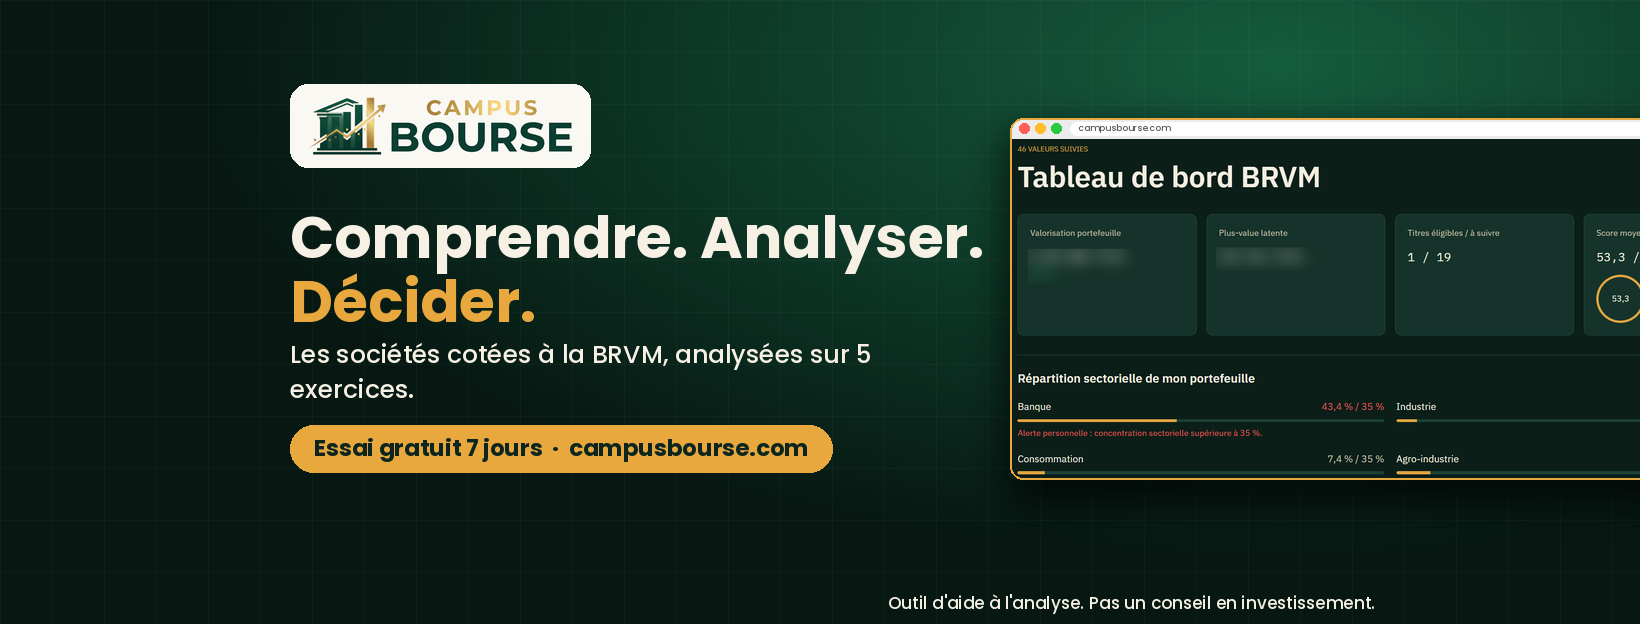 CAMPUS
BOURSE
Comprendre. Analyser.
Décider.
Les sociétés cotées à la BRVM, analysées sur 5
exercices.
Essai gratuit 7 jours · campusbourse.com
campusbourse.com
46 VALEURS SUIVIES
Tableau de bord BRVM
Valorisation portefeuille
Plus-value latente
Titres éligibles / à suivre
1 / 19
Score moye
53,3 /
53,3
Répartition sectorielle de mon portefeuille
Banque 43,4 % / 35 %
Industrie
Alerte personnelle : concentration sectorielle supérieure à 35 %.
Consommation 7,4 % / 35 %
Agro-industrie
Outil d'aide à l'analyse. Pas un conseil en investissement.